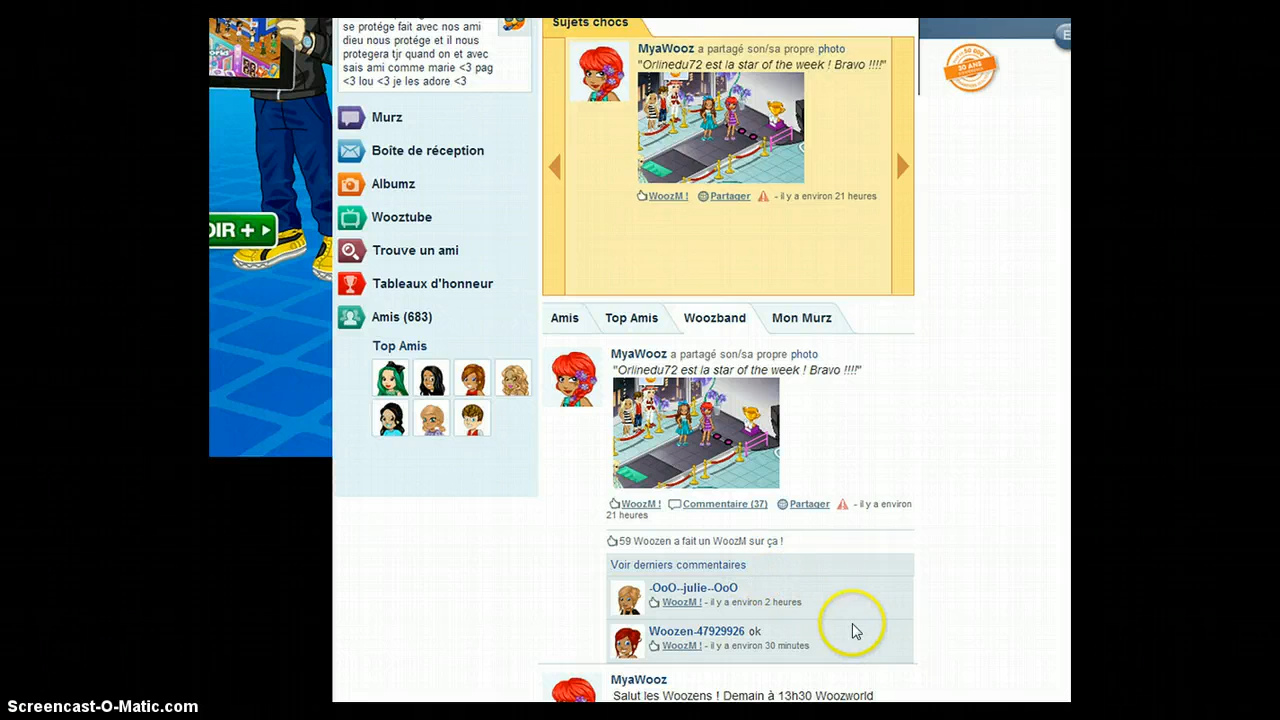 se protége fait avec nos ami
dieu nous protége et il nous
protegera tjr quand on et avec
sais ami comme marie <3 pag
<3 lou <3 je les adore <3
Murz
Boîte de réception
Albumz
Wooztube
Trouve un ami
Tableaux d'honneur
Amis (683)
Top Amis
OIR +
Sujets chocs
MyaWooz a partagé son/sa propre photo
"Orlinedu72 est la star of the week ! Bravo !!!!"
WoozM ! Partager - il y a environ 21 heures
30 ANS
Amis Top Amis Woozband Mon Murz
MyaWooz a partagé son/sa propre photo
"Orlinedu72 est la star of the week ! Bravo !!!!"
WoozM ! Commentaire (37) Partager - il y a environ
21 heures
59 Woozen a fait un WoozM sur ça !
Voir derniers commentaires
-OoO--julie--OoO
WoozM ! - il y a environ 2 heures
Woozen-47929926 ok
WoozM ! - il y a environ 30 minutes
MyaWooz
Salut les Woozens ! Demain à 13h30 Woozworld
Screencast-O-Matic.com